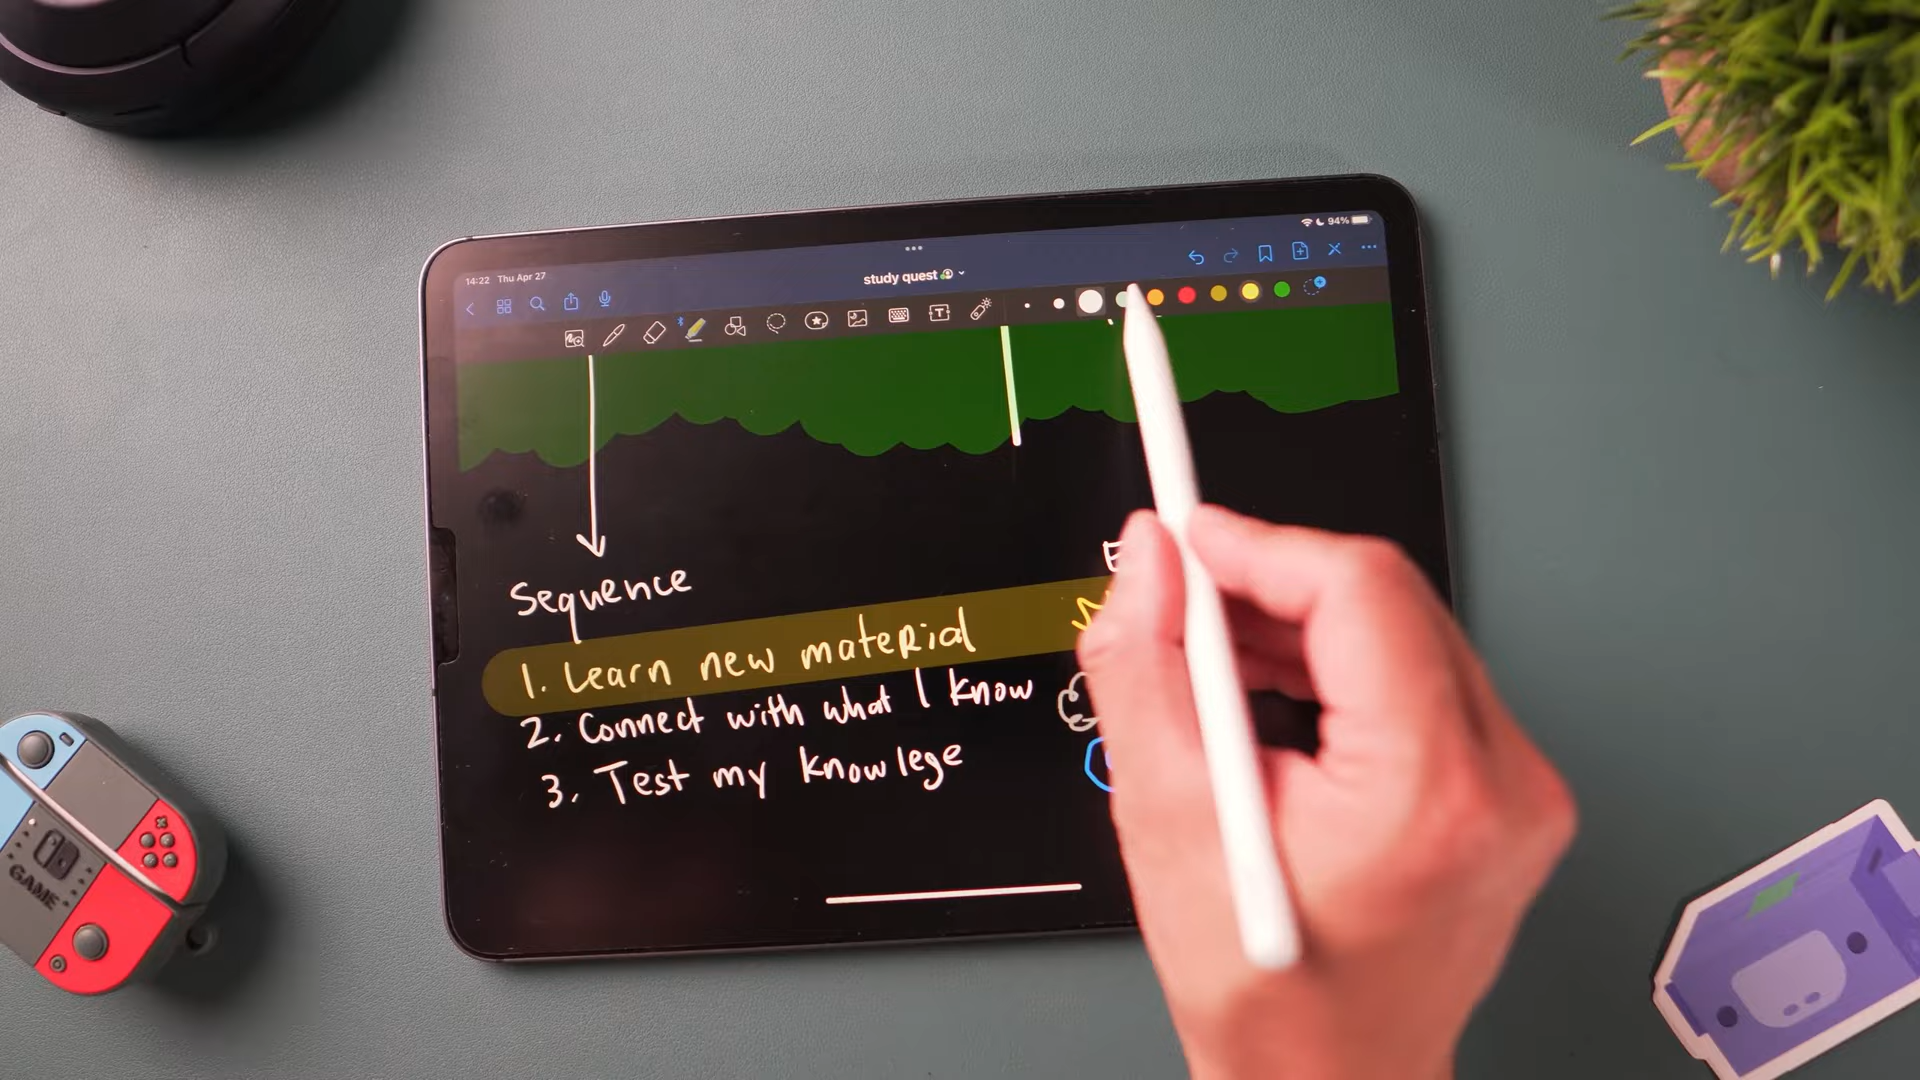 94%
14:22 Thu Apr 27
study quest
T
Sequence
E
1. Learn new mateRial
2. Connect with what I know
3. Test my knowlege
GAME